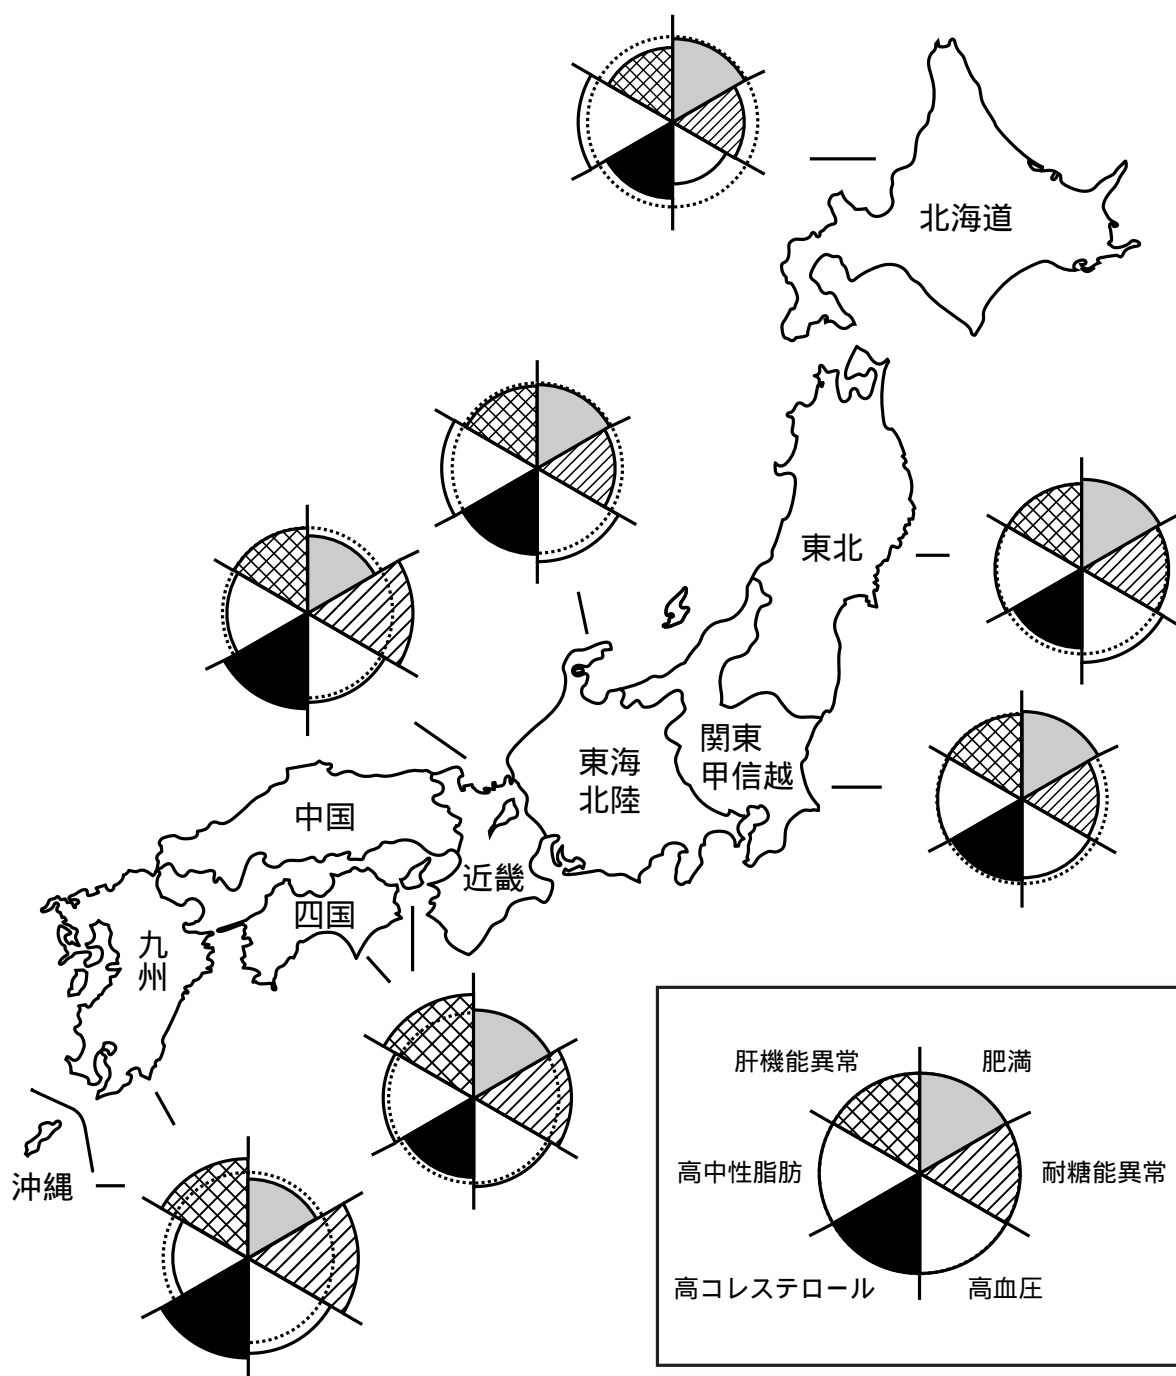 北海道
東北
関東
甲信越
東海
北陸
中国
近畿
四国
九
州
沖縄
肝機能異常
肥満
高中性脂肪
耐糖能異常
高コレステロール
高血圧